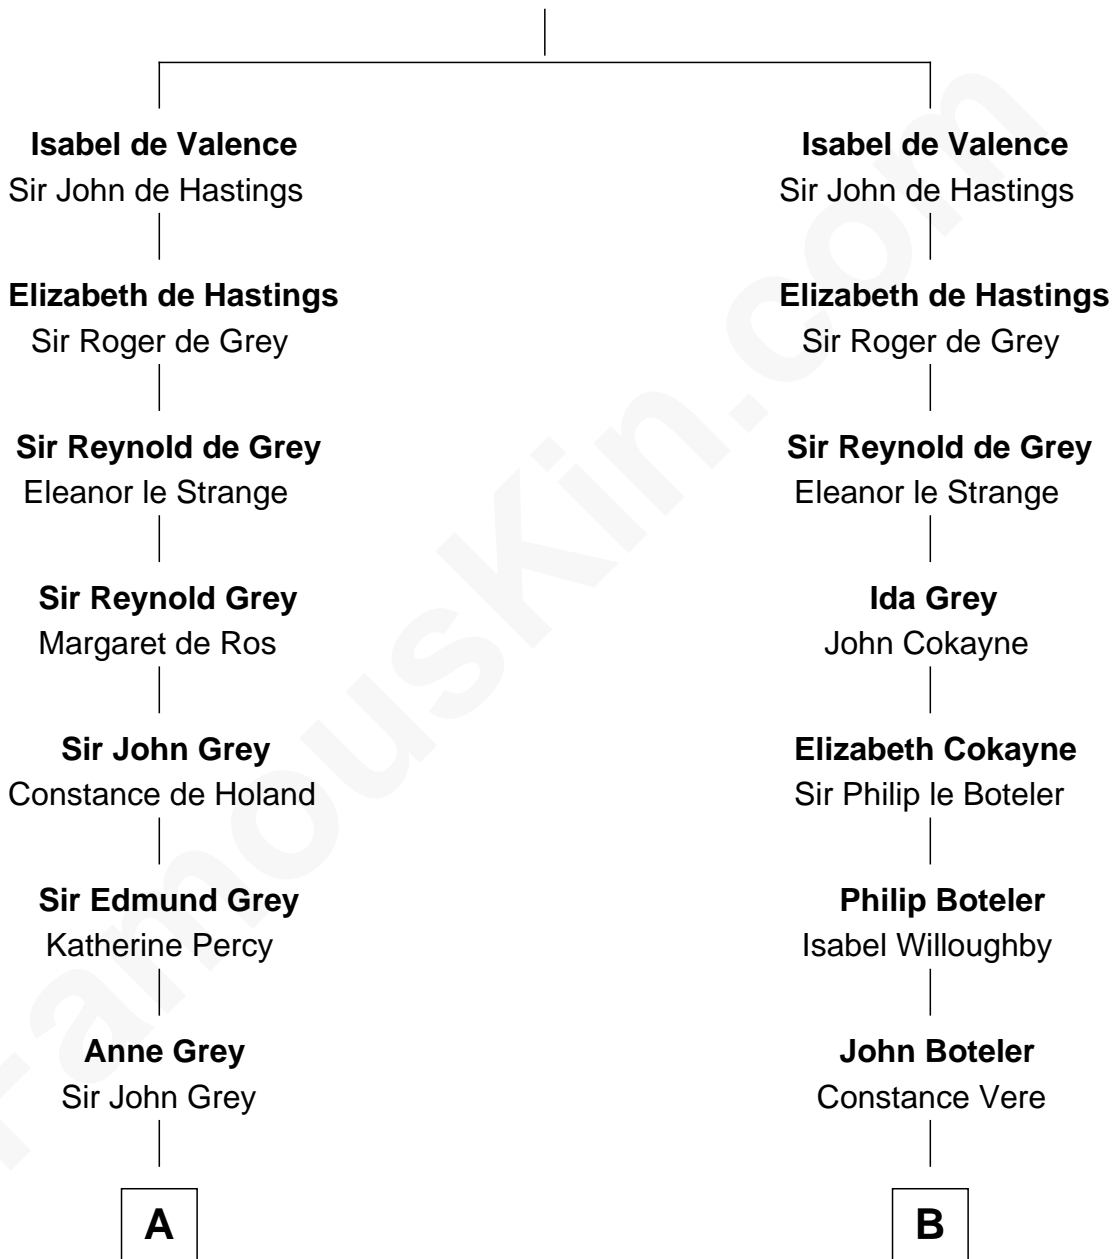 Isabel de Valence
Sir John de Hastings
Elizabeth de Hastings
Sir Roger de Grey
Sir Reynold de Grey
Eleanor le Strange
Sir Reynold Grey
Margaret de Ros
Sir John Grey
Constance de Holand
Sir Edmund Grey
Katherine Percy
Anne Grey
Sir John Grey
A
Isabel de Valence
Sir John de Hastings
Elizabeth de Hastings
Sir Roger de Grey
Sir Reynold de Grey
Eleanor le Strange
Ida Grey
John Cokayne
Elizabeth Cokayne
Sir Philip le Boteler
Philip Boteler
Isabel Willoughby
John Boteler
Constance Vere
B
FamousKin.com